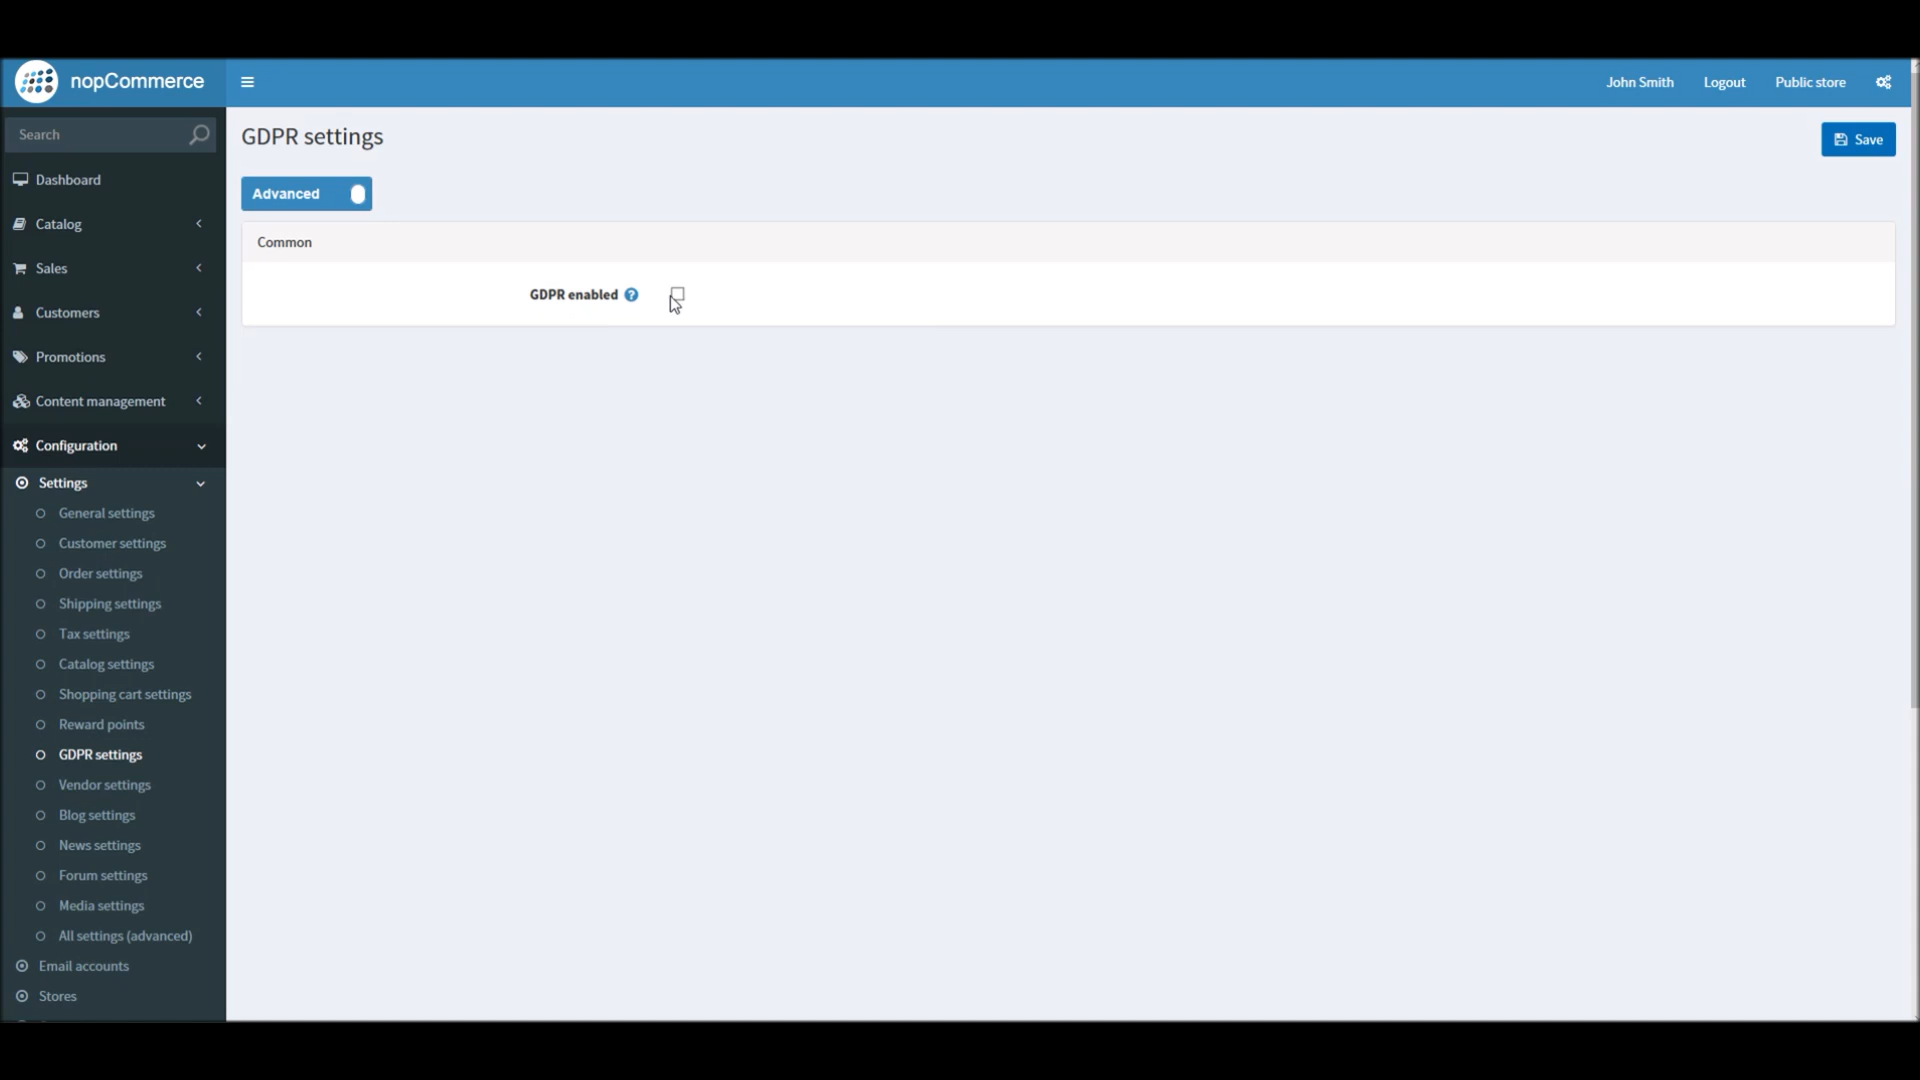 nopCommerce
John Smith
Logout
Public store
Search
GDPR settings
Save
Dashboard
Advanced
Catalog
Common
Sales
GDPR enabled
Customers
Promotions
Content management
Configuration
Settings
General settings
Customer settings
Order settings
Shipping settings
Tax settings
Catalog settings
Shopping cart settings
Reward points
GDPR settings
Vendor settings
Blog settings
News settings
Forum settings
Media settings
All settings (advanced)
Email accounts
Stores